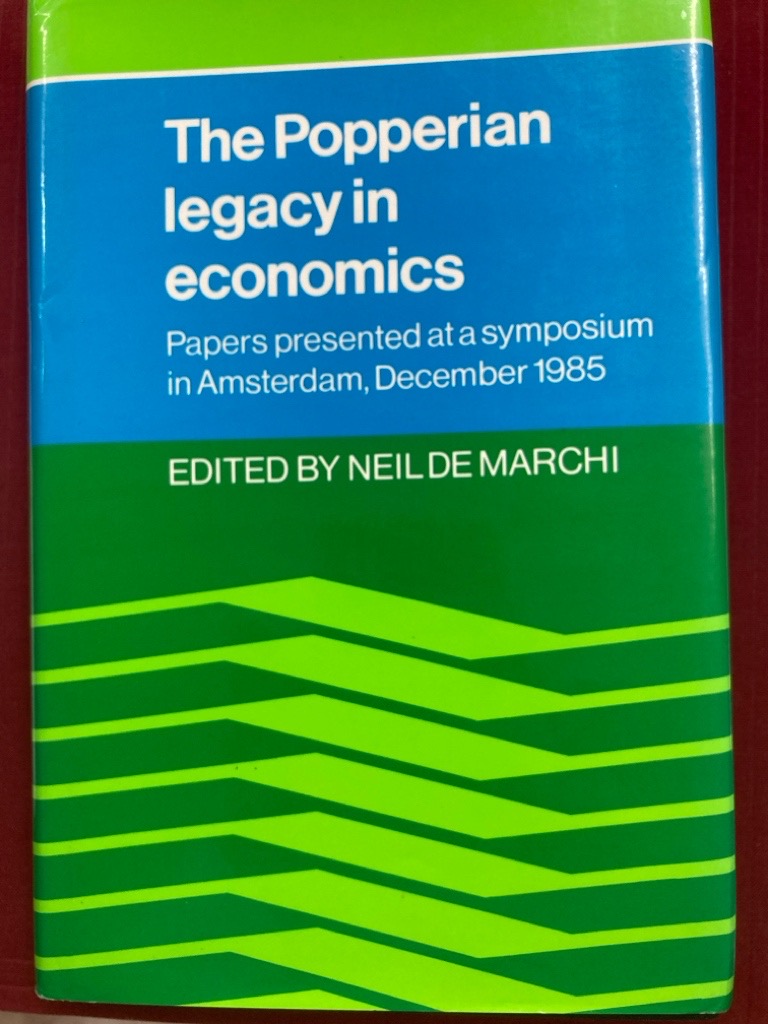 The Popperian
legacy in
economics
Papers presented at a symposium
in Amsterdam, December 1985
EDITED BY NEIL DE MARCHI